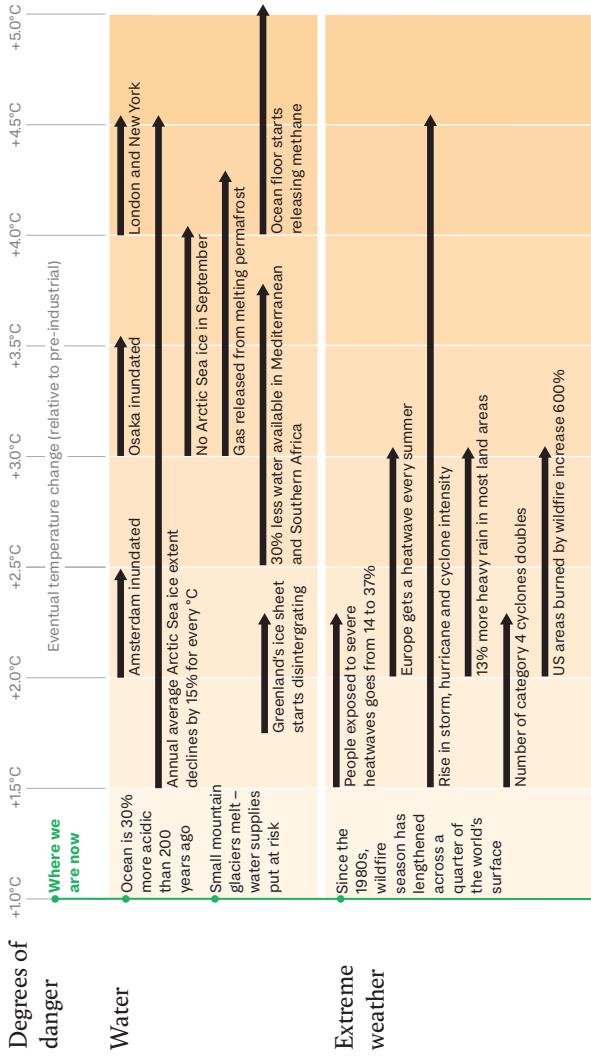 Degrees of
danger
+1.0°C
+1.5°C
+2.0°C
+2.5°C
+3.0°C
+3.5°C
+4.0°C
+4.5°C
+5.0°C
Eventual temperature change (relative to pre-industrial)
Where we
are now
Water
Ocean is 30%
more acidic
than 200
years ago
Small mountain
glaciers melt –
water supplies
put at risk
Amsterdam inundated
Osaka inundated
London and New York
Annual average Arctic Sea ice extent
declines by 15% for every °C
No Arctic Sea ice in September
Gas released from melting permafrost
Greenland's ice sheet
starts disintergrating
30% less water available in Mediterranean
and Southern Africa
Ocean floor starts
releasing methane
Extreme
weather
Since the
1980s,
wildfire
season has
lengthened
across a
quarter of
the world's
surface
People exposed to severe
heatwaves goes from 14 to 37%
Europe gets a heatwave every summer
Rise in storm, hurricane and cyclone intensity
13% more heavy rain in most land areas
Number of category 4 cyclones doubles
US areas burned by wildfire increase 600%